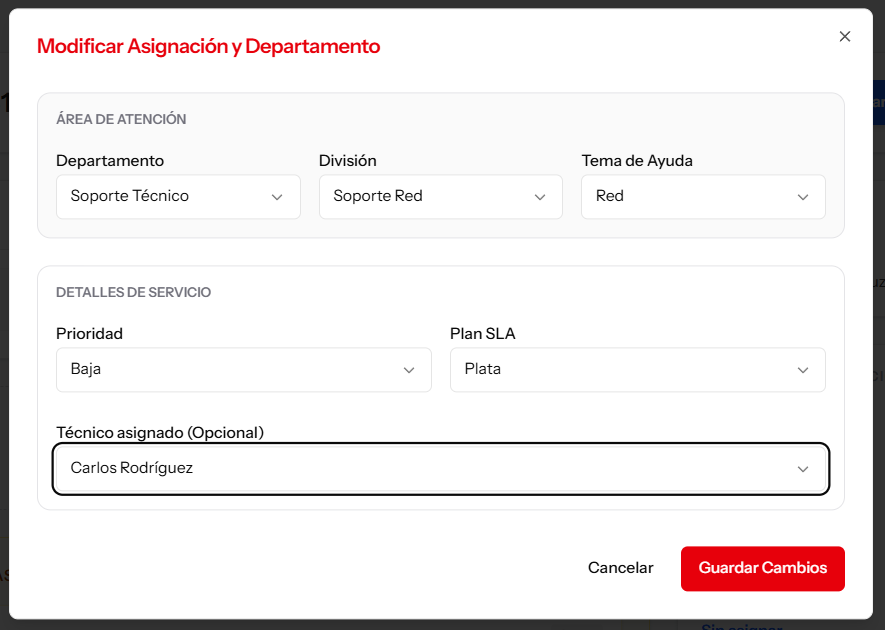 Modificar Asignación y Departamento
ÁREA DE ATENCIÓN
Departamento División Tema de Ayuda
Soporte Técnico Soporte Red Red
DETALLES DE SERVICIO
Prioridad Plan SLA
Baja Plata
Técnico asignado (Opcional)
Carlos Rodríguez
Cancelar Guardar Cambios